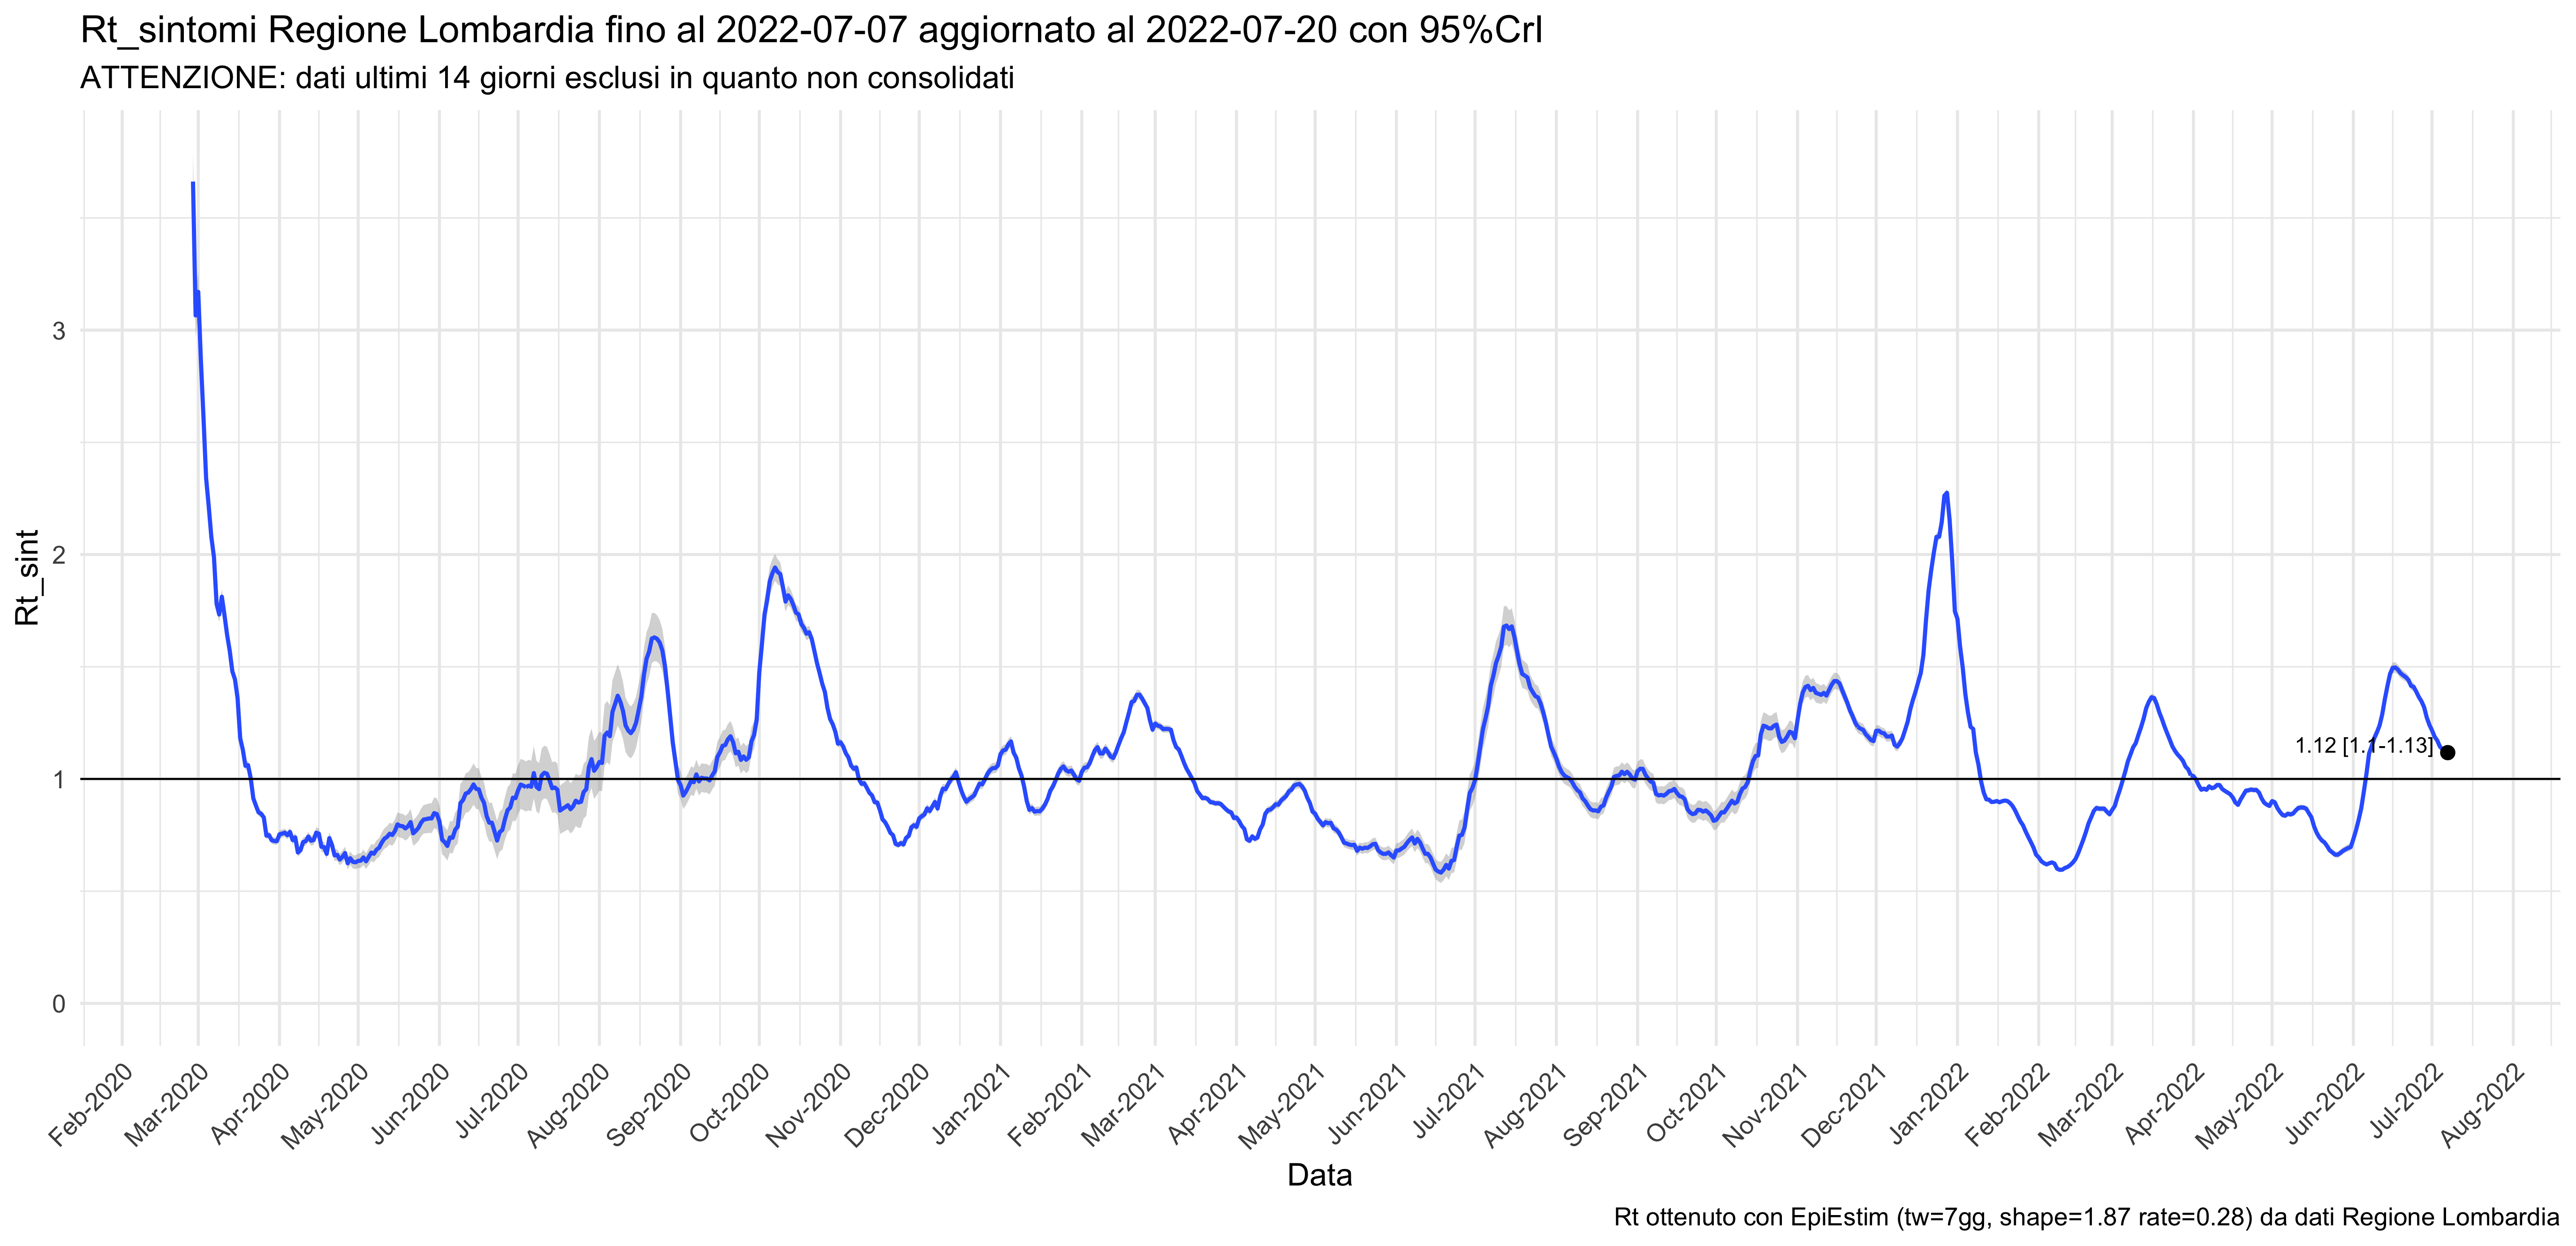 Rt_sintomi Regione Lombardia fino al 2022-07-07 aggiornato al 2022-07-20 con 95%CrI
ATTENZIONE: dati ultimi 14 giorni esclusi in quanto non consolidati
Rt_sint
3
2
1
0
1.12 [1.1-1.13]
Feb-2020
Mar-2020
Apr-2020
May-2020
Jun-2020
Jul-2020
Aug-2020
Sep-2020
Oct-2020
Nov-2020
Dec-2020
Jan-2021
Feb-2021
Mar-2021
Apr-2021
May-2021
Jun-2021
Jul-2021
Aug-2021
Sep-2021
Oct-2021
Nov-2021
Dec-2021
Jan-2022
Feb-2022
Mar-2022
Apr-2022
May-2022
Jun-2022
Jul-2022
Aug-2022
Data
Rt ottenuto con EpiEstim (tw=7gg, shape=1.87 rate=0.28) da dati Regione Lombardia